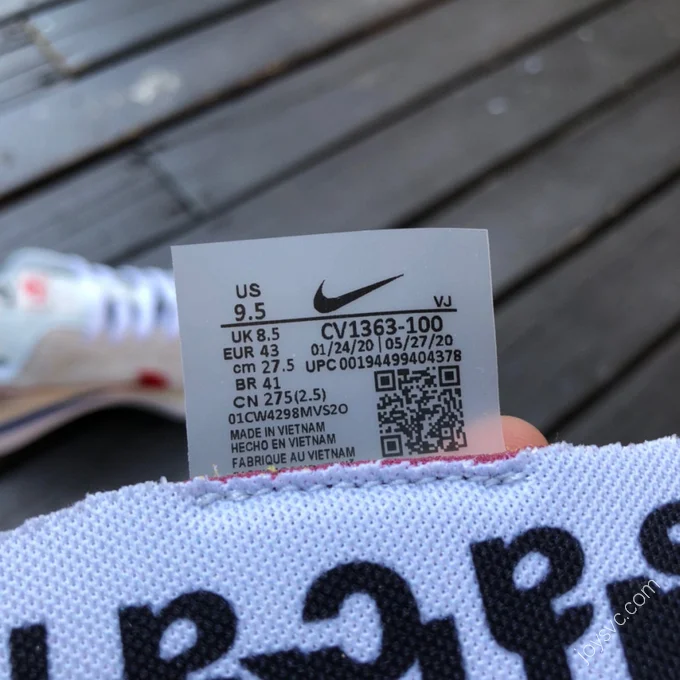 US
9.5
VJ
UK 8.5
CV1363-100
EUR 43
01/24/20 | 05/27/20
cm 27.5
UPC 00194499404378
BR 41
CN 275(2.5)
01CW4298MVS2O
MADE IN VIETNAM
HECHO EN VIETNAM
FABRIQUE AU VIETNAM
joysvc.com